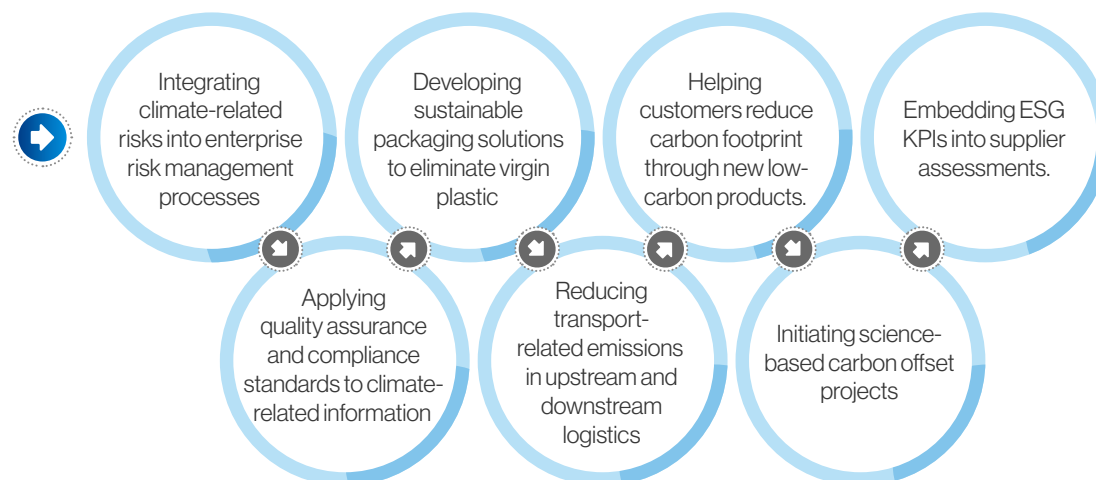 Integrating
climate-related
risks into enterprise
risk management
processes
Applying
quality assurance
and compliance
standards to climate-
related information
Developing
sustainable
packaging solutions
to eliminate virgin
plastic
Reducing
transport-
related emissions
in upstream and
downstream
logistics
Helping
customers reduce
carbon footprint
through new low-
carbon products.
Initiating science-
based carbon offset
projects
Embedding ESG
KPIs into supplier
assessments.